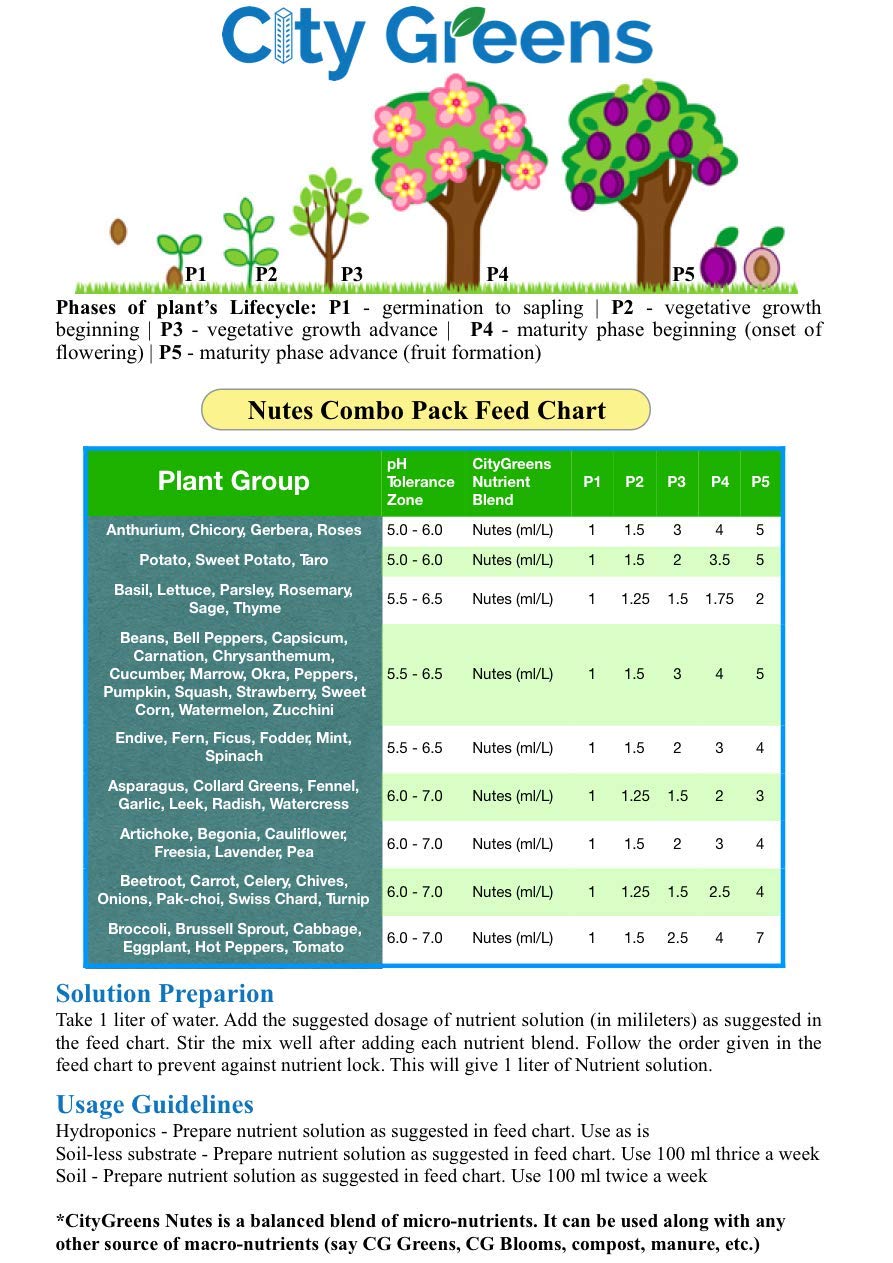 City Greens
P1 P2 P3 P4 P5
Phases of plant's Lifecycle: P1 - germination to sapling | P2 - vegetative growth
beginning | P3 - vegetative growth advance | P4 - maturity phase beginning (onset of
flowering) | P5 - maturity phase advance (fruit formation)
Nutes Combo Pack Feed Chart
Plant Group
pH
Tolerance
Zone
CityGreens
Nutrient
Blend
P1 P2 P3 P4 P5
Anthurium, Chicory, Gerbera, Roses 5.0 - 6.0 Nutes (ml/L) 1 1.5 3 4 5
Potato, Sweet Potato, Taro 5.0 - 6.0 Nutes (ml/L) 1 1.5 2 3.5 5
Basil, Lettuce, Parsley, Rosemary,
Sage, Thyme
5.5 - 6.5 Nutes (ml/L) 1 1.25 1.5 1.75 2
Beans, Bell Peppers, Capsicum,
Carnation, Chrysanthemum,
Cucumber, Marrow, Okra, Peppers,
Pumpkin, Squash, Strawberry, Sweet
Corn, Watermelon, Zucchini
5.5 - 6.5 Nutes (ml/L) 1 1.5 3 4 5
Endive, Fern, Ficus, Fodder, Mint,
Spinach
5.5 - 6.5 Nutes (ml/L) 1 1.5 2 3 4
Asparagus, Collard Greens, Fennel,
Garlic, Leek, Radish, Watercress
6.0 - 7.0 Nutes (ml/L) 1 1.25 1.5 2 3
Artichoke, Begonia, Cauliflower,
Freesia, Lavender, Pea
6.0 - 7.0 Nutes (ml/L) 1 1.5 2 3 4
Beetroot, Carrot, Celery, Chives,
Onions, Pak-choi, Swiss Chard, Turnip
6.0 - 7.0 Nutes (ml/L) 1 1.25 1.5 2.5 4
Broccoli, Brussell Sprout, Cabbage,
Eggplant, Hot Peppers, Tomato
6.0 - 7.0 Nutes (ml/L) 1 1.5 2.5 4 7
Solution Preparion
Take 1 liter of water. Add the suggested dosage of nutrient solution (in milileters) as suggested in
the feed chart. Stir the mix well after adding each nutrient blend. Follow the order given in the
feed chart to prevent against nutrient lock. This will give 1 liter of Nutrient solution.
Usage Guidelines
Hydroponics - Prepare nutrient solution as suggested in feed chart. Use as is
Soil-less substrate - Prepare nutrient solution as suggested in feed chart. Use 100 ml thrice a week
Soil - Prepare nutrient solution as suggested in feed chart. Use 100 ml twice a week
*CityGreens Nutes is a balanced blend of micro-nutrients. It can be used along with any
other source of macro-nutrients (say CG Greens, CG Blooms, compost, manure, etc.)